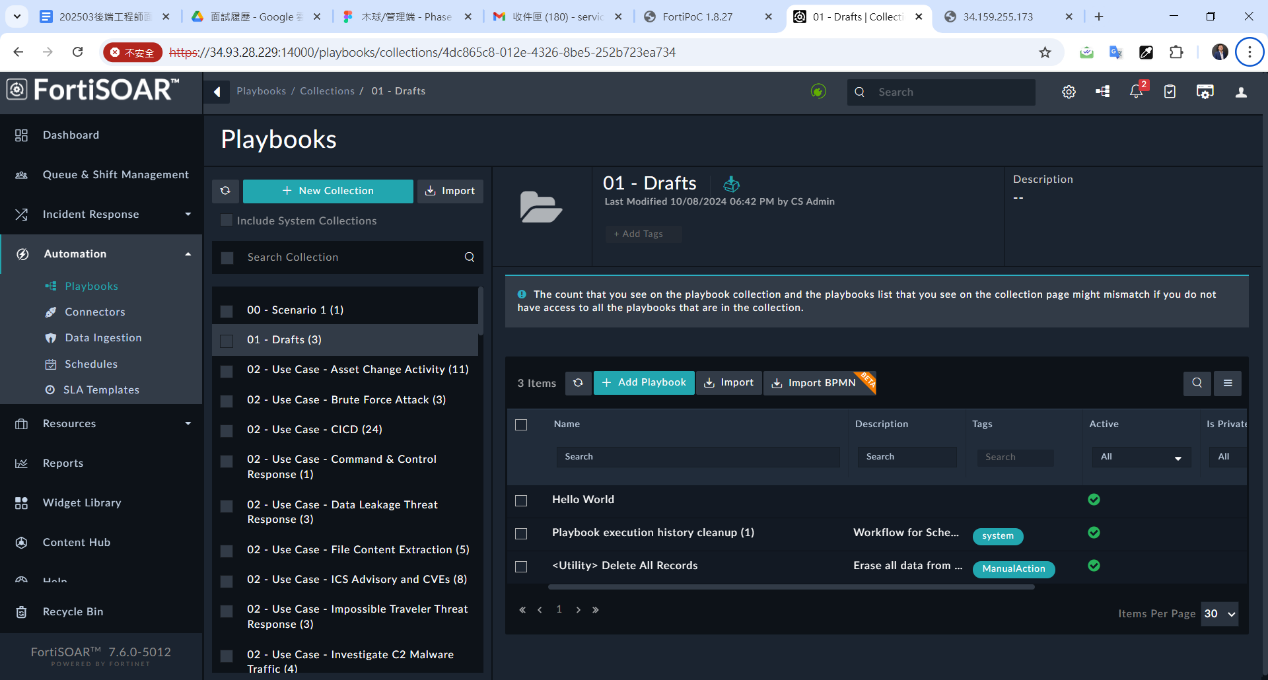 202503後端工程師面
面試履歷 - Google 雲
木球/管理端 - Phase
收件匣 (180) - servic
FortiPoC 1.8.27
01 - Drafts | Collecti
34.159.255.173
不安全
https://34.93.28.229:14000/playbooks/collections/4dc865c8-012e-4326-8be5-252b723ea734
FortiSOAR™
Playbooks / Collections / 01 - Drafts
Search
2
Dashboard
Queue & Shift Management
Incident Response
Automation
Playbooks
Connectors
Data Ingestion
Schedules
SLA Templates
Resources
Reports
Widget Library
Content Hub
Help
Recycle Bin
FortiSOAR™ 7.6.0-5012
POWERED BY FORTINET
Playbooks
+ New Collection
Import
Include System Collections
Search Collection
00 - Scenario 1 (1)
01 - Drafts (3)
02 - Use Case - Asset Change Activity (11)
02 - Use Case - Brute Force Attack (3)
02 - Use Case - CICD (24)
02 - Use Case - Command & Control
Response (1)
02 - Use Case - Data Leakage Threat
Response (3)
02 - Use Case - File Content Extraction (5)
02 - Use Case - ICS Advisory and CVEs (8)
02 - Use Case - Impossible Traveler Threat
Response (3)
02 - Use Case - Investigate C2 Malware
Traffic (4)
01 - Drafts
Last Modified 10/08/2024 06:42 PM by CS Admin
+ Add Tags
Description
--
The count that you see on the playbook collection and the playbooks list that you see on the collection page might mismatch if you do not
have access to all the playbooks that are in the collection.
3 Items
+ Add Playbook
Import
Import BPMN
BETA
Name Description Tags Active Is Private
Search Search Search All All
Hello World
Playbook execution history cleanup (1) Workflow for Sche... system
<Utility> Delete All Records Erase all data from ... ManualAction
« ‹ 1 › »
Items Per Page 30